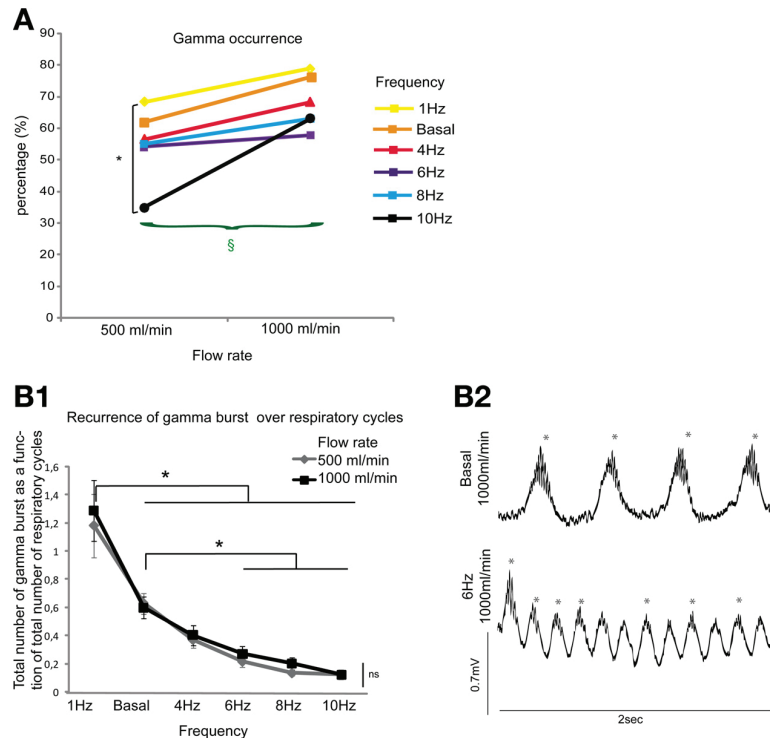 A
Gamma occurrence
percentage (%)
90
80
70
60
50
40
30
20
10
0
*
§
500 ml/min
1000 ml/min
Flow rate
Frequency
1Hz
Basal
4Hz
6Hz
8Hz
10Hz
B1
Recurrence of gamma burst over respiratory cycles
Total number of gamma burst as a func-
tion of total number of respiratory cycles
Flow rate
500 ml/min
1000 ml/min
1,6
1,4
1,2
1
0,8
0,6
0,4
0,2
0
*
*
ns
1Hz
Basal
4Hz
6Hz
8Hz
10Hz
Frequency
B2
Basal
1000ml/min
* * * *
6Hz
1000ml/min
* * * * * * *
0.7mV
2sec